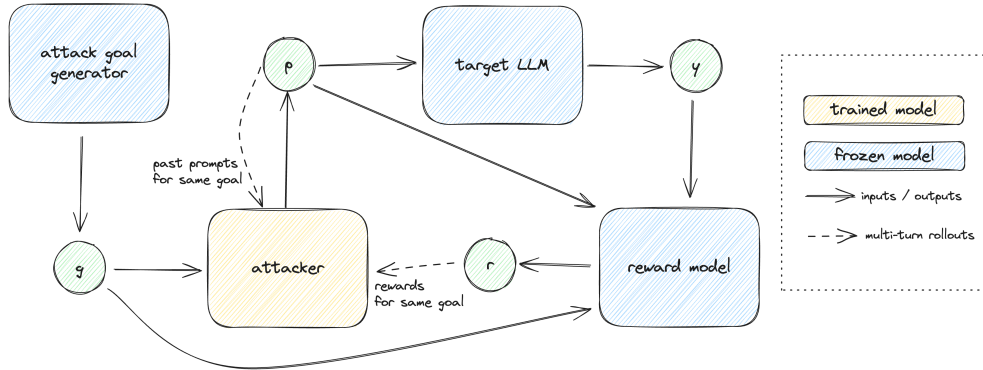 attack goal
generator
p
target LLM
y
trained model
frozen model
past prompts
for same goal
inputs / outputs
multi-turn rollouts
g
attacker
r
reward model
rewards
for same goal